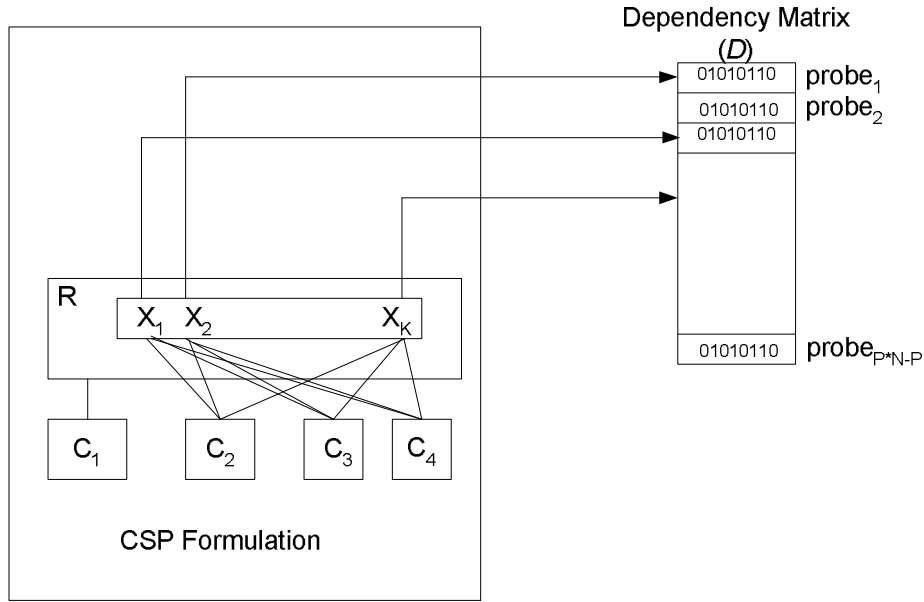 Dependency Matrix
(D)
01010110 probe1
01010110 probe2
01010110
01010110 probeP*N-P
R
X1 X2 XK
C1 C2 C3 C4
CSP Formulation